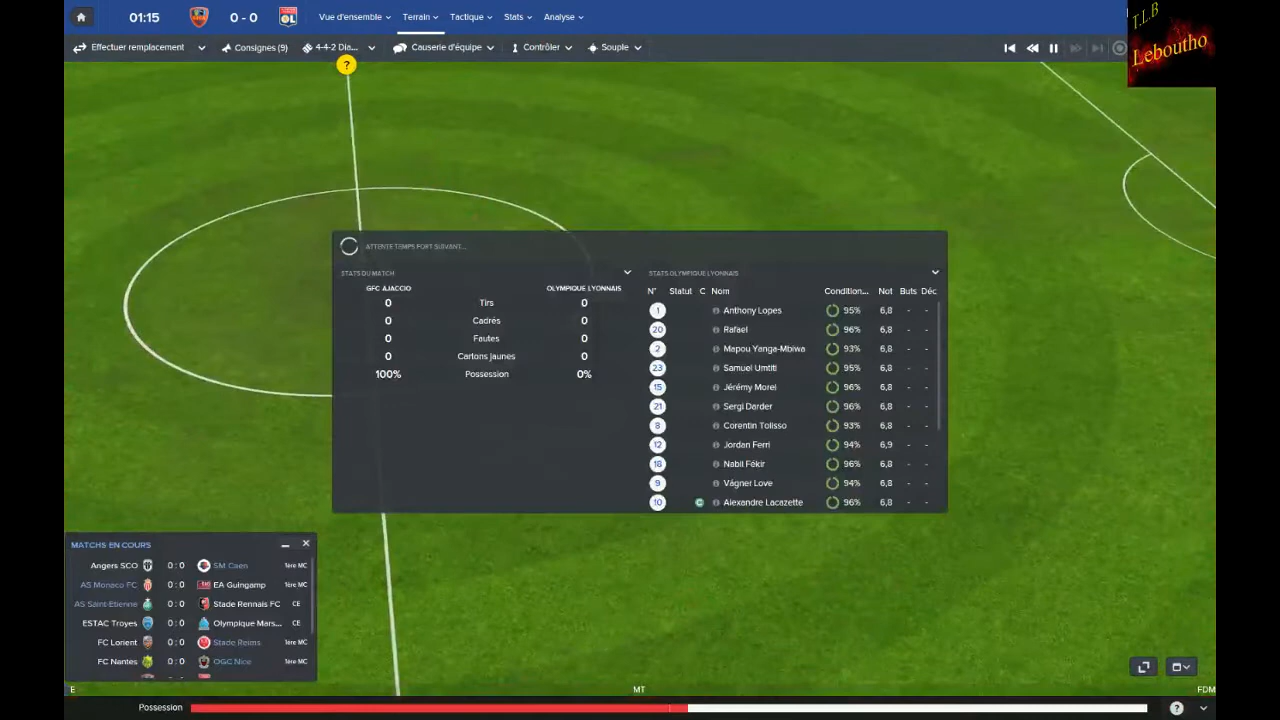 01:15 0 - 0 Vue d'ensemble Terrain Tactique Stats Analyse
T.L.B
Leboutho
Effectuer remplacement Consignes (9) 4-4-2 Dia... Causerie d'équipe Contrôler Souple
?
ATTENTE TEMPS FORT SUIVANT...
STATS DU MATCH
GFC AJACCIO OLYMPIQUE LYONNAIS
0 Tirs 0
0 Cadrés 0
0 Fautes 0
0 Cartons jaunes 0
100% Possession 0%
STATS OLYMPIQUE LYONNAIS
N° Statut C Nom Condition... Not Buts Déc
1 Anthony Lopes 95% 6,8 - -
20 Rafael 96% 6,8 - -
2 Mapou Yanga-Mbiwa 93% 6,8 - -
23 Samuel Umtiti 95% 6,8 - -
15 Jérémy Morel 96% 6,8 - -
21 Sergi Darder 96% 6,8 - -
8 Corentin Tolisso 93% 6,8 - -
12 Jordan Ferri 94% 6,9 - -
18 Nabil Fékir 96% 6,8 - -
9 Vágner Love 94% 6,8 - -
10 C Alexandre Lacazette 96% 6,8 - -
MATCHS EN COURS
Angers SCO 0 : 0 SM Caen 1ère MC
AS Monaco FC 0 : 0 EA Guingamp 1ère MC
AS Saint-Etienne 0 : 0 Stade Rennais FC CE
ESTAC Troyes 0 : 0 Olympique Mars... CE
FC Lorient 0 : 0 Stade Reims 1ère MC
FC Nantes 0 : 0 OGC Nice 1ère MC
E MT FDM
Possession ?